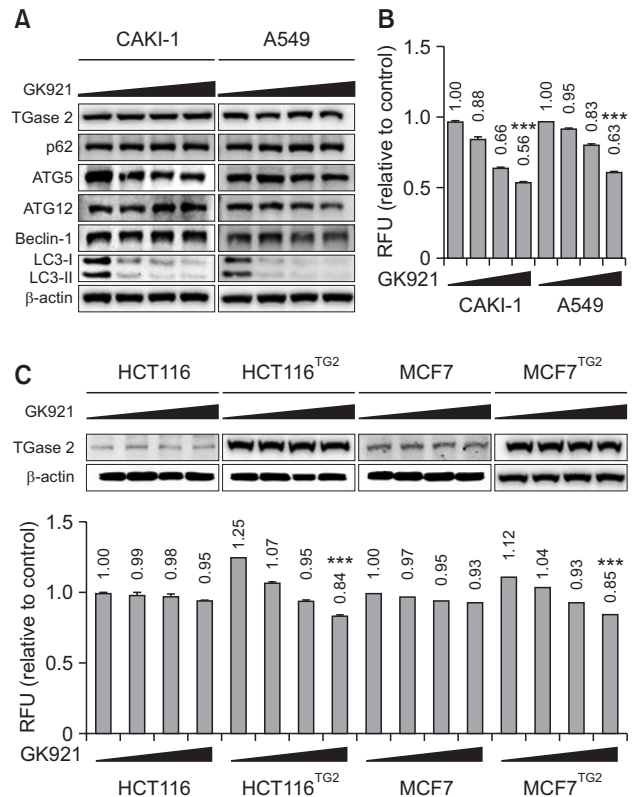 A
CAKI-1 A549
GK921
TGase 2
p62
ATG5
ATG12
Beclin-1
LC3-I
LC3-II
β-actin
B
RFU (relative to control)
1.5
1.0
0.5
0
1.00 0.88 0.66 0.56 *** 1.00 0.95 0.83 0.63 ***
GK921
CAKI-1 A549
C
HCT116 HCT116TG2 MCF7 MCF7TG2
GK921
TGase 2
β-actin
RFU (relative to control)
1.5
1.0
0.5
0
1.00 0.99 0.98 0.95 1.25 1.07 0.95 0.84 *** 1.00 0.97 0.95 0.93 1.12 1.04 0.93 0.85 ***
GK921
HCT116 HCT116TG2 MCF7 MCF7TG2